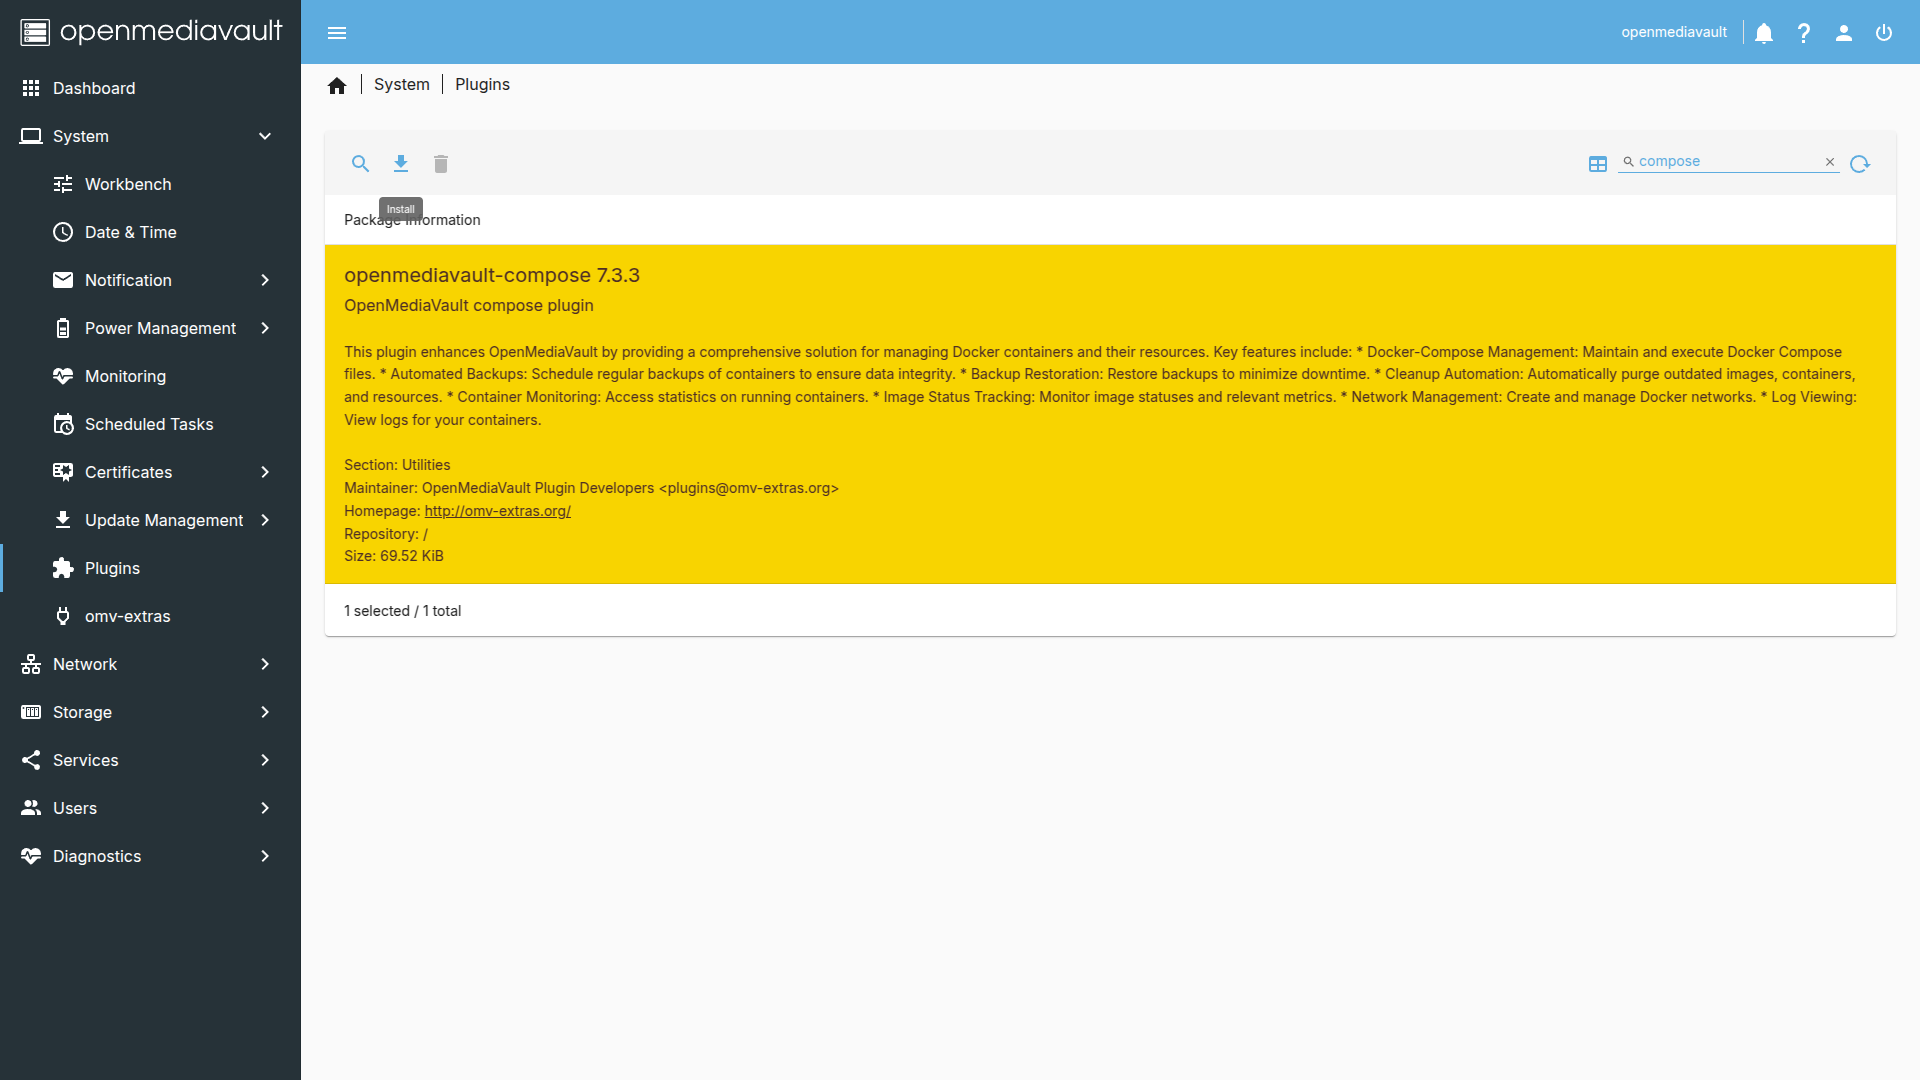 openmediavault
openmediavault
Dashboard
System
Workbench
Date & Time
Notification
Power Management
Monitoring
Scheduled Tasks
Certificates
Update Management
Plugins
omv-extras
Network
Storage
Services
Users
Diagnostics
System
Plugins
compose
Install
Package Information
openmediavault-compose 7.3.3
OpenMediaVault compose plugin
This plugin enhances OpenMediaVault by providing a comprehensive solution for managing Docker containers and their resources. Key features include: * Docker-Compose Management: Maintain and execute Docker Compose
files. * Automated Backups: Schedule regular backups of containers to ensure data integrity. * Backup Restoration: Restore backups to minimize downtime. * Cleanup Automation: Automatically purge outdated images, containers,
and resources. * Container Monitoring: Access statistics on running containers. * Image Status Tracking: Monitor image statuses and relevant metrics. * Network Management: Create and manage Docker networks. * Log Viewing:
View logs for your containers.
Section: Utilities
Maintainer: OpenMediaVault Plugin Developers <plugins@omv-extras.org>
Homepage: http://omv-extras.org/
Repository: /
Size: 69.52 KiB
1 selected / 1 total